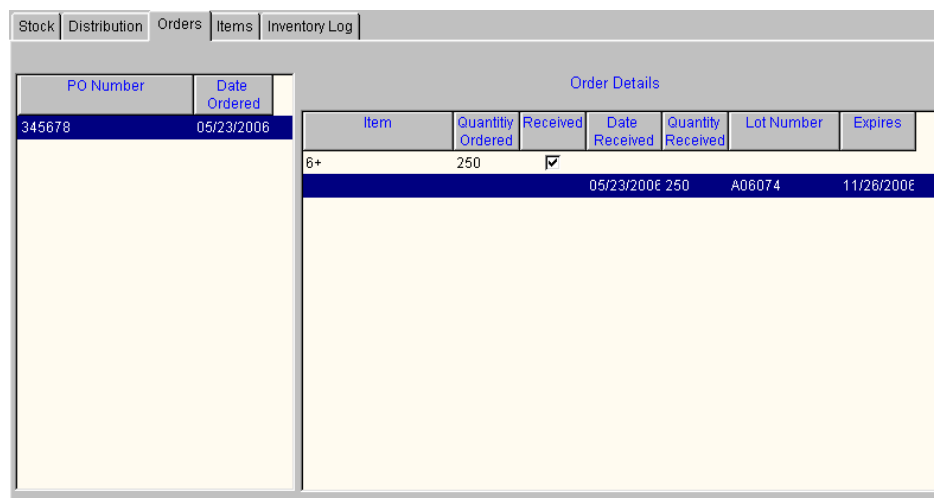 Stock Distribution Orders Items Inventory Log
PO Number Date Ordered
345678 05/23/2006
Order Details
Item Quantitiy Ordered Received Date Received Quantity Received Lot Number Expires
6+ 250
05/23/2006 250 A06074 11/26/2006